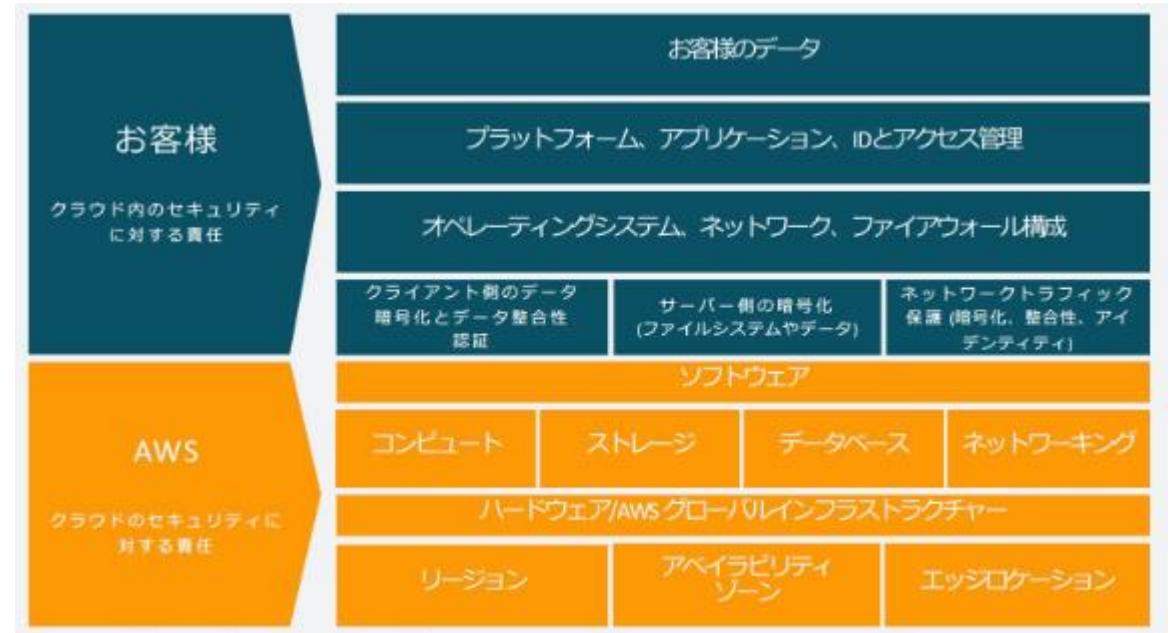 お客様
クラウド内のセキュリティ
に対する責任
お客様のデータ
プラットフォーム、アプリケーション、IDとアクセス管理
オペレーティングシステム、ネットワーク、ファイアウォール構成
クライアント側のデータ
暗号化とデータ整合性
認証
サーバー側の暗号化
(ファイルシステムやデータ)
ネットワークトラフィック
保護 (暗号化、整合性、アイ
デンティティ)
AWS
クラウドのセキュリティに
対する責任
ソフトウェア
コンピュート
ストレージ
データベース
ネットワーキング
ハードウェア/AWS グローバルインフラストラクチャー
リージョン
アベイラビリティ
ゾーン
エッジロケーション